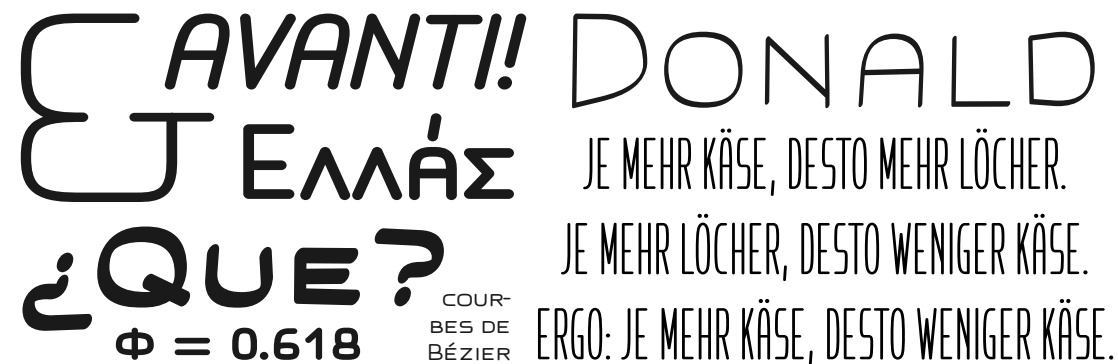 & AVANTI!
ΕΛΛΆΣ
¿QUE?
Φ = 0.618
COUR-
BES DE
BÉZIER
DONALD
JE MEHR KÄSE, DESTO MEHR LÖCHER.
JE MEHR LÖCHER, DESTO WENIGER KÄSE.
ERGO: JE MEHR KÄSE, DESTO WENIGER KÄSE.